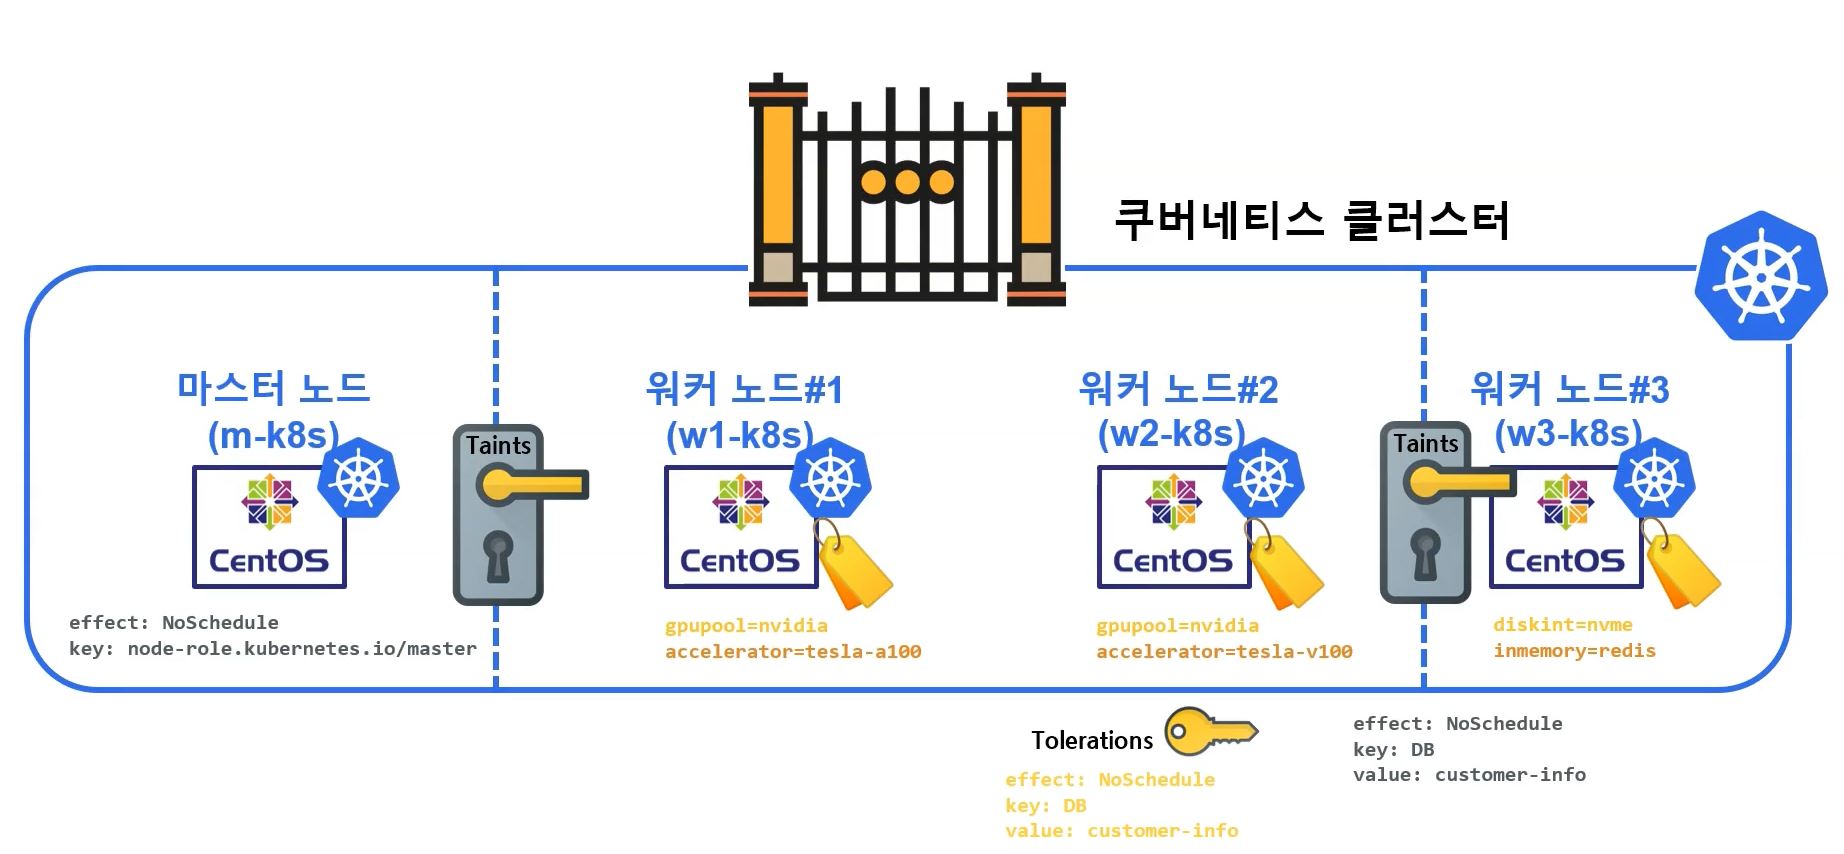 쿠버네티스 클러스터
마스터 노드
(m-k8s)
CentOS
effect: NoSchedule
key: node-role.kubernetes.io/master
Taints
워커 노드#1
(w1-k8s)
CentOS
gpupool=nvidia
accelerator=tesla-a100
워커 노드#2
(w2-k8s)
CentOS
gpupool=nvidia
accelerator=tesla-v100
Taints
워커 노드#3
(w3-k8s)
CentOS
diskint=nvme
inmemory=redis
Tolerations
effect: NoSchedule
key: DB
value: customer-info
effect: NoSchedule
key: DB
value: customer-info